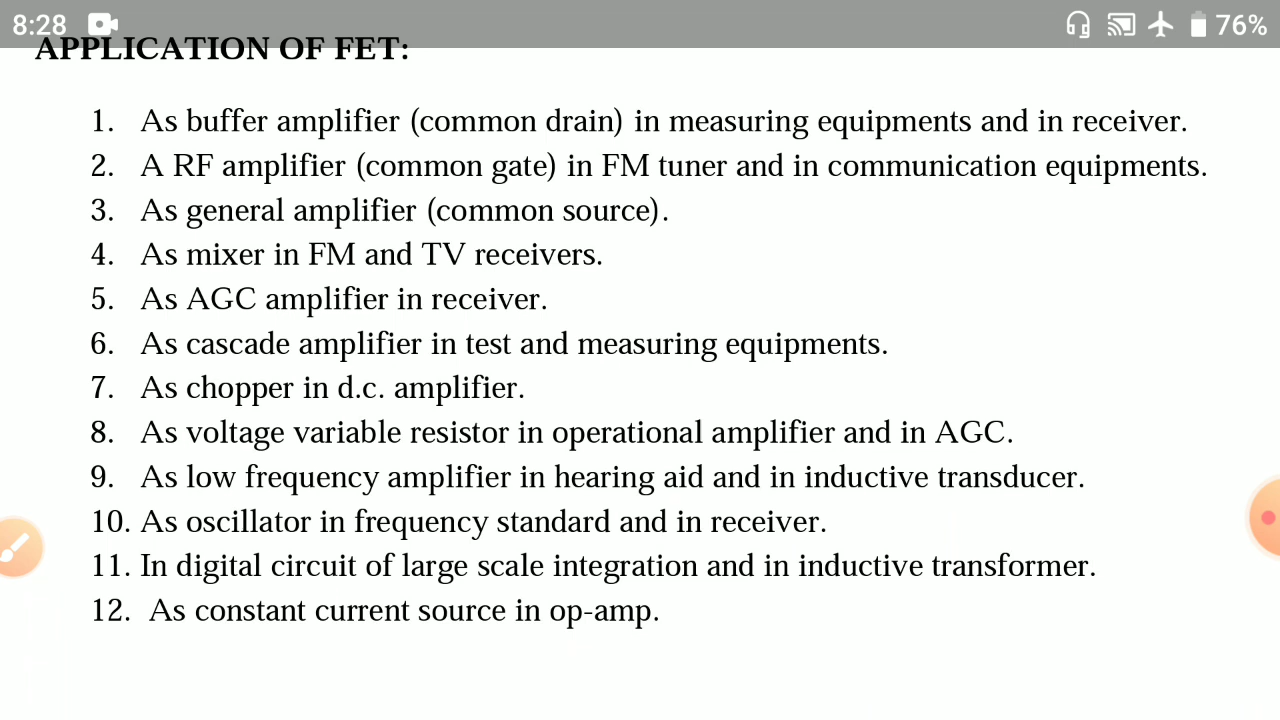 8:28 76%
APPLICATION OF FET:
1. As buffer amplifier (common drain) in measuring equipments and in receiver.
2. A RF amplifier (common gate) in FM tuner and in communication equipments.
3. As general amplifier (common source).
4. As mixer in FM and TV receivers.
5. As AGC amplifier in receiver.
6. As cascade amplifier in test and measuring equipments.
7. As chopper in d.c. amplifier.
8. As voltage variable resistor in operational amplifier and in AGC.
9. As low frequency amplifier in hearing aid and in inductive transducer.
10. As oscillator in frequency standard and in receiver.
11. In digital circuit of large scale integration and in inductive transformer.
12. As constant current source in op-amp.